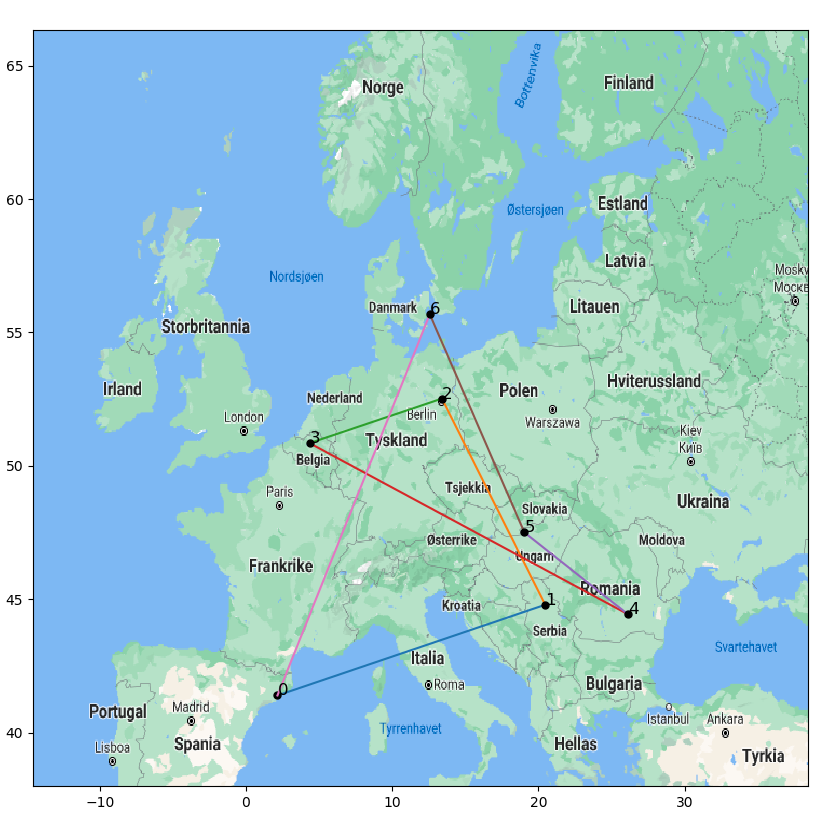 65
60
55
50
45
40
−10
0
10
20
30
Norge
Bottenvika
Finland
Østersjøen
Estland
Latvia
Nordsjøen
Moskv
Москв
Danmark
6
Litauen
Storbritannia
Irland
Hviterussland
Nederland
2
Polen
London
Berlin
Warszawa
3
Tyskland
Kiev
Київ
Belgia
Paris
Tsjekkia
Ukraina
Slovakia
5
Østerrike
Moldova
Ungarn
Frankrike
Romania
1
4
Kroatia
Serbia
Svartehavet
Italia
0
Roma
Bulgaria
Portugal
Madrid
Istanbul
Ankara
Tyrrenhavet
Spania
Hellas
Lisboa
Tyrkia